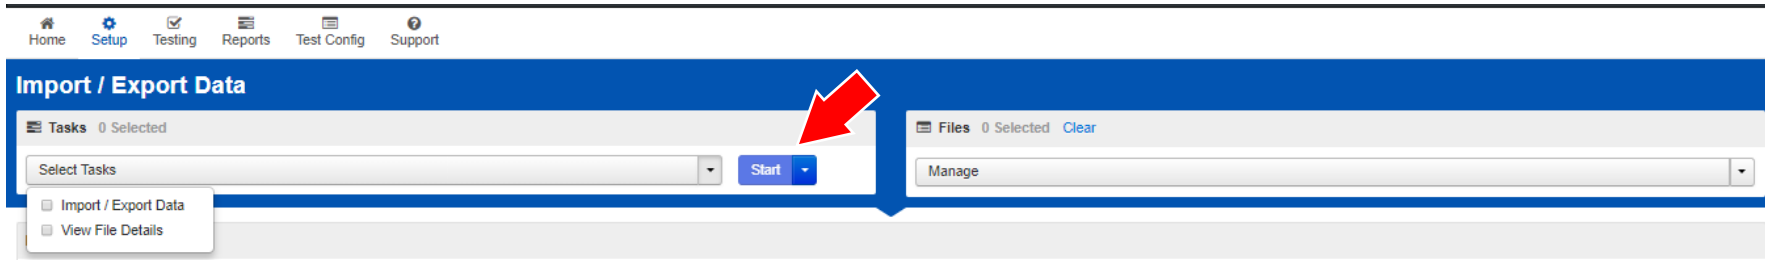 Home Setup Testing Reports Test Config Support
Import / Export Data
Tasks 0 Selected
Select Tasks Start
Import / Export Data
View File Details
Files 0 Selected Clear
Manage